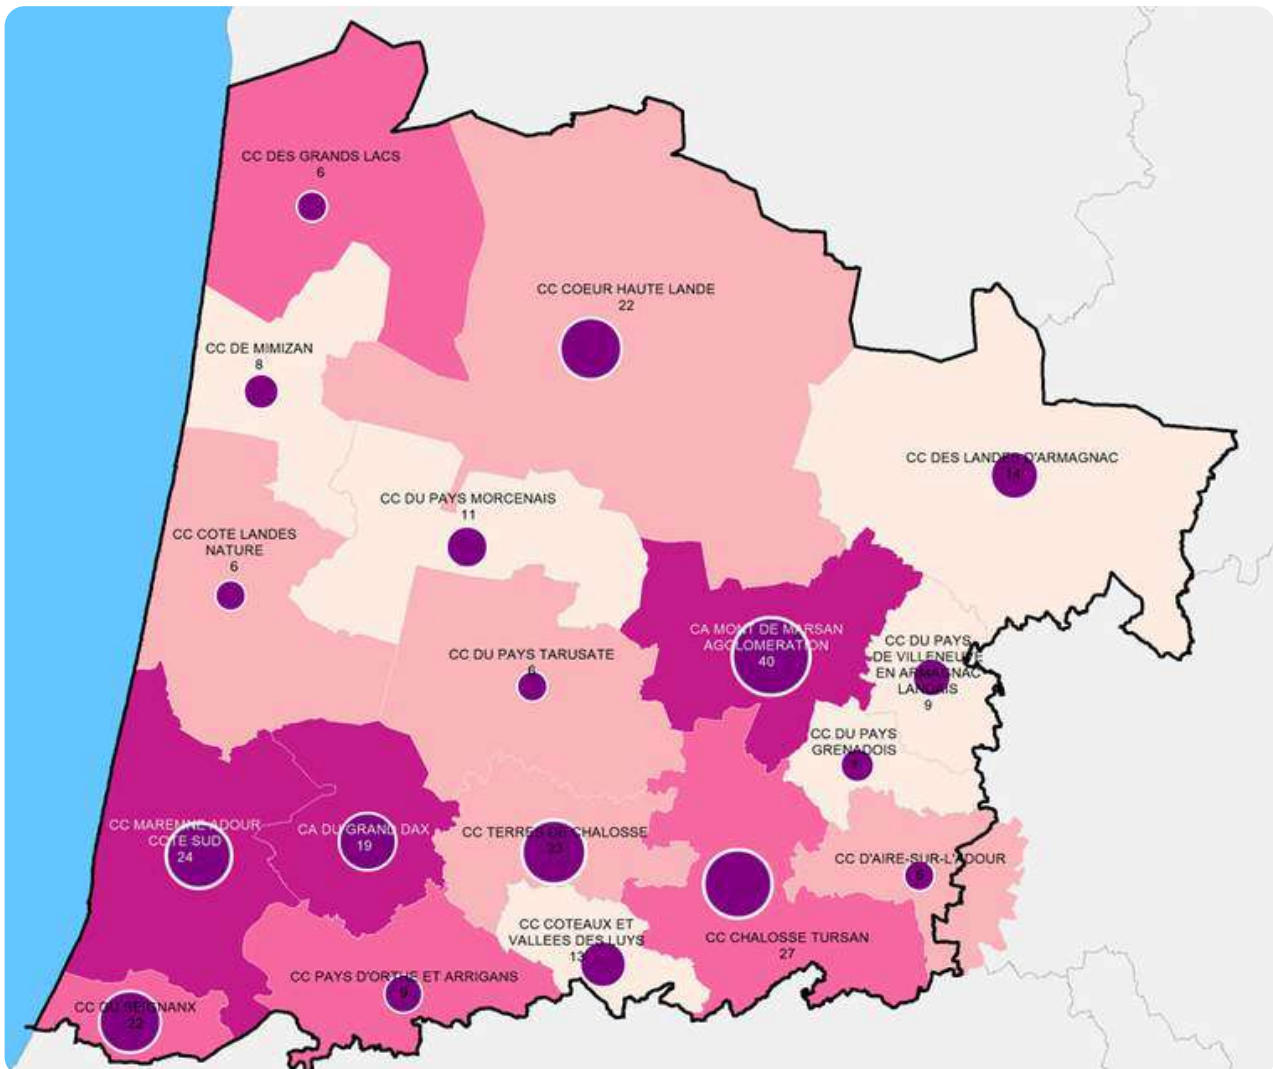 CC DES GRANDS LACS
6
CC COEUR HAUTE LANDE
22
CC DE MIMIZAN
8
CC DES LANDES D'ARMAGNAC
14
CC DU PAYS MORCENAIS
11
CC COTE LANDES
NATURE
6
CA MONT DE MARSAN
AGGLOMERATION
40
CC DU PAYS
DE VILLENEUVE
EN ARMAGNAC
LANDAIS
9
CC DU PAYS TARUSATE
6
CC DU PAYS
GRENADOIS
CC MAREMNE ADOUR
COTE SUD
24
CA DU GRAND DAX
19
CC TERRES DE CHALOSSE
CC D'AIRE-SUR-L'ADOUR
CC COTEAUX ET
VALLEES DES LUYS
13
CC CHALOSSE TURSAN
27
CC PAYS D'ORTHE ET ARRIGANS
9
CC DU SEIGNANX
22